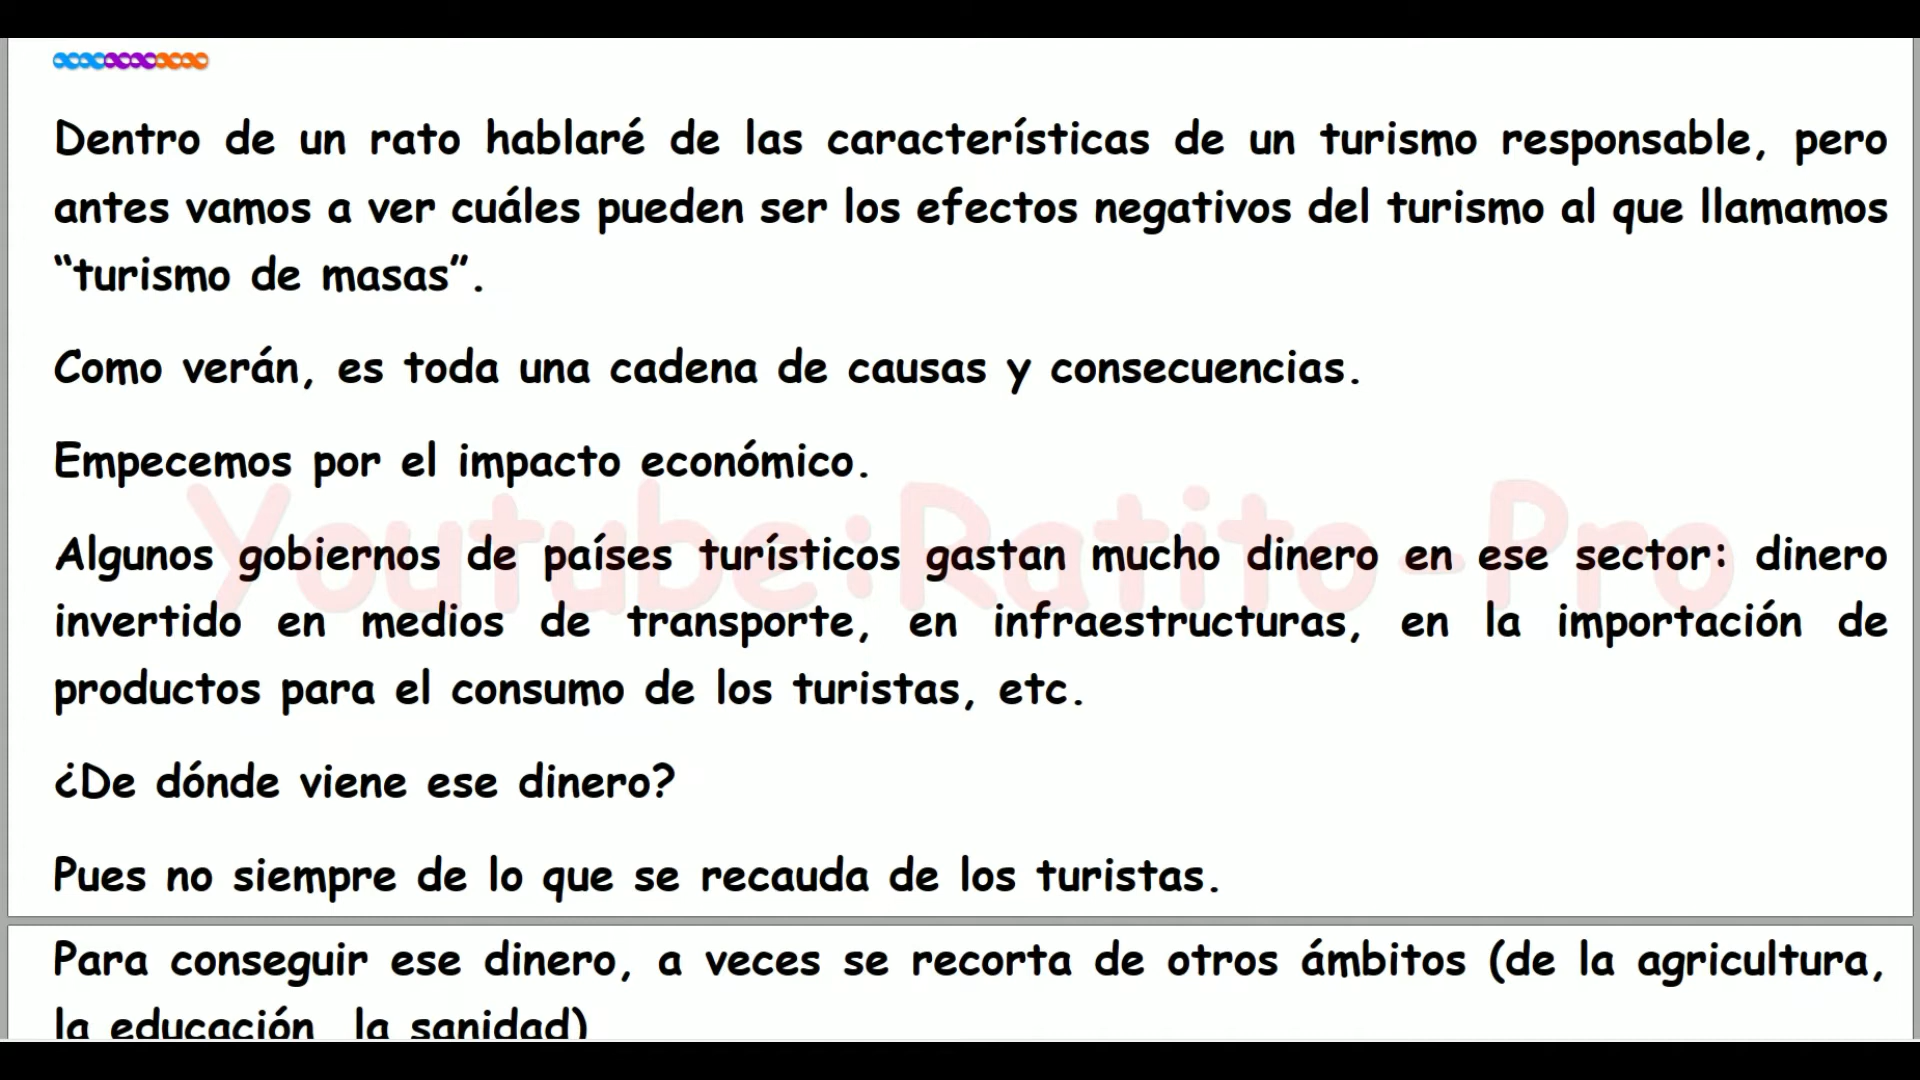 Dentro de un rato hablaré de las características de un turismo responsable, pero
antes vamos a ver cuáles pueden ser los efectos negativos del turismo al que llamamos
“turismo de masas”.
Como verán, es toda una cadena de causas y consecuencias.
Empecemos por el impacto económico.
Youtube:Ratito-Pro
Algunos gobiernos de países turísticos gastan mucho dinero en ese sector: dinero
invertido en medios de transporte, en infraestructuras, en la importación de
productos para el consumo de los turistas, etc.
¿De dónde viene ese dinero?
Pues no siempre de lo que se recauda de los turistas.
Para conseguir ese dinero, a veces se recorta de otros ámbitos (de la agricultura,
la educación la sanidad)